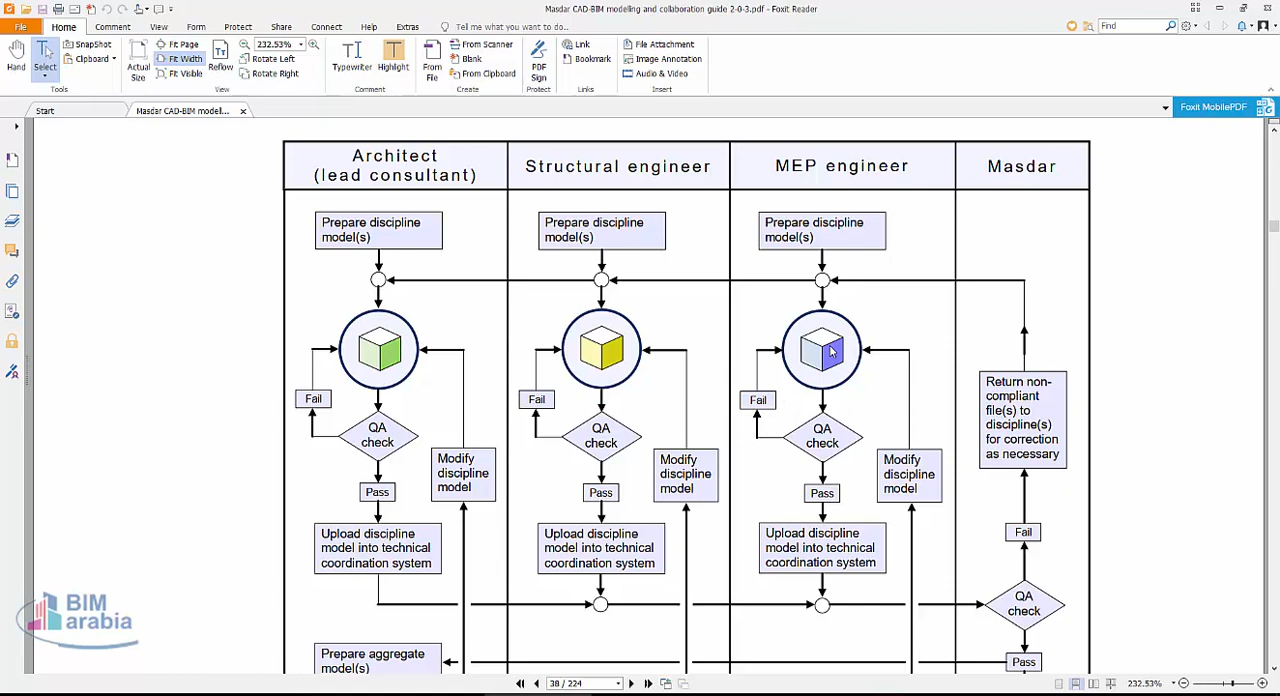 Masdar CAD-BIM modeling and collaboration guide 2-0-3.pdf - Foxit Reader
File Home Comment View Form Protect Share Connect Help Extras Tell me what you want to do...
Find
Hand
Select
SnapShot
Clipboard
Tools
Actual Size
Fit Page
Fit Width
Fit Visible
Reflow
232.53%
Rotate Left
Rotate Right
View
Typewriter
Highlight
Comment
From File
From Scanner
Blank
From Clipboard
Create
PDF Sign
Protect
Link
Bookmark
Links
File Attachment
Image Annotation
Audio & Video
Insert
Start
Masdar CAD-BIM modell...
Foxit MobilePDF
Architect
(lead consultant)
Structural engineer
MEP engineer
Masdar
Prepare discipline
model(s)
Prepare discipline
model(s)
Prepare discipline
model(s)
Fail
QA
check
Pass
Modify
discipline
model
Upload discipline
model into technical
coordination system
Fail
QA
check
Pass
Modify
discipline
model
Upload discipline
model into technical
coordination system
Fail
QA
check
Pass
Modify
discipline
model
Upload discipline
model into technical
coordination system
Return non-
compliant
file(s) to
discipline(s)
for correction
as necessary
Fail
QA
check
Pass
Prepare aggregate
model(s)
BIM
arabia
38 / 224
232.53%